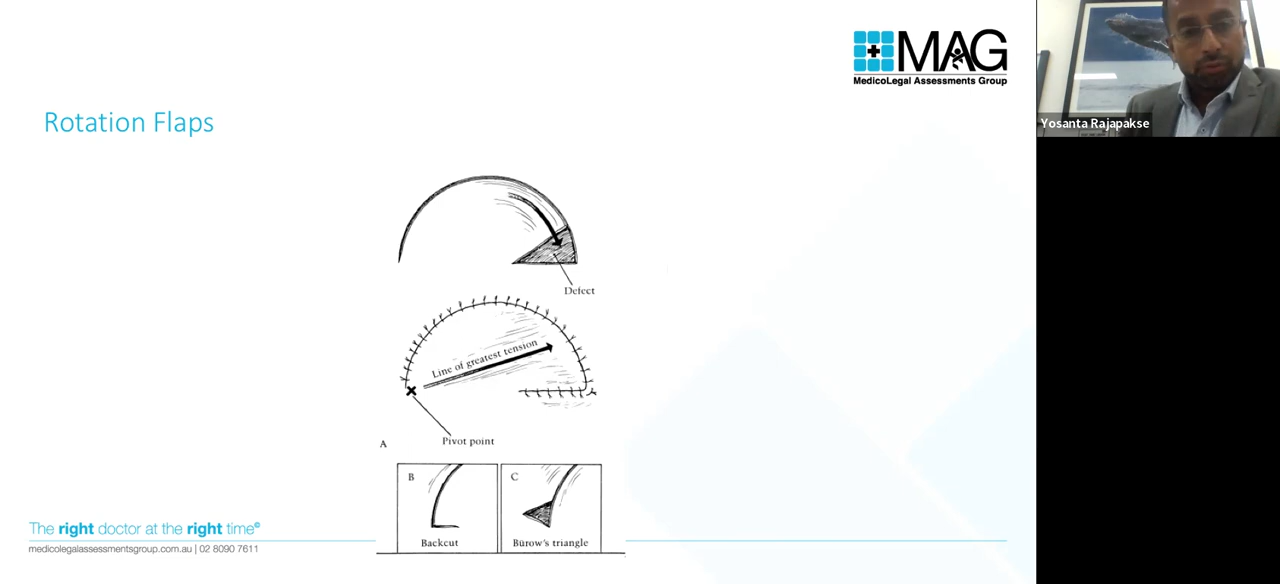 MAG
MedicoLegal Assessments Group
Yosanta Rajapakse
Rotation Flaps
Defect
Line of greatest tension
Pivot point
A
B
C
Backcut
Bürow's triangle
The right doctor at the right time©
medicolegalassessmentsgroup.com.au | 02 8090 7611